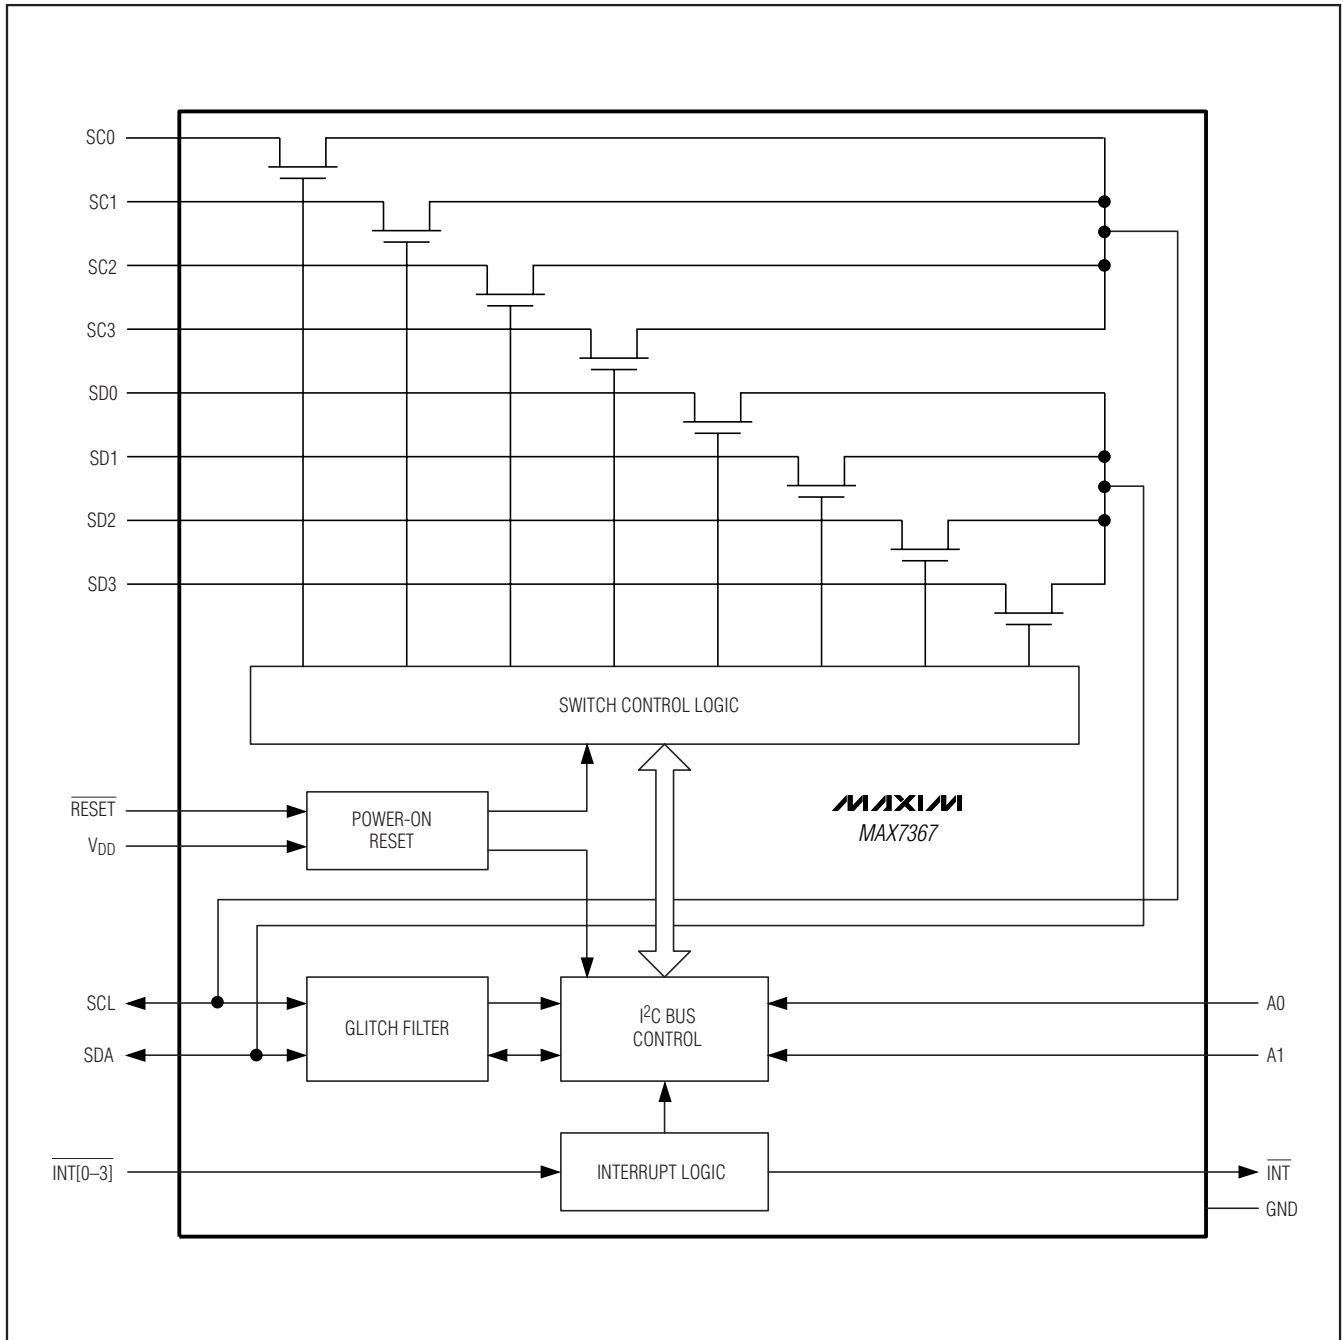 SC0
SC1
SC2
SC3
SD0
SD1
SD2
SD3
SWITCH CONTROL LOGIC
RESET
VDD
POWER-ON
RESET
MAXIM
MAX7367
SCL
SDA
GLITCH FILTER
I²C BUS
CONTROL
A0
A1
INT[0–3]
INTERRUPT LOGIC
INT
GND